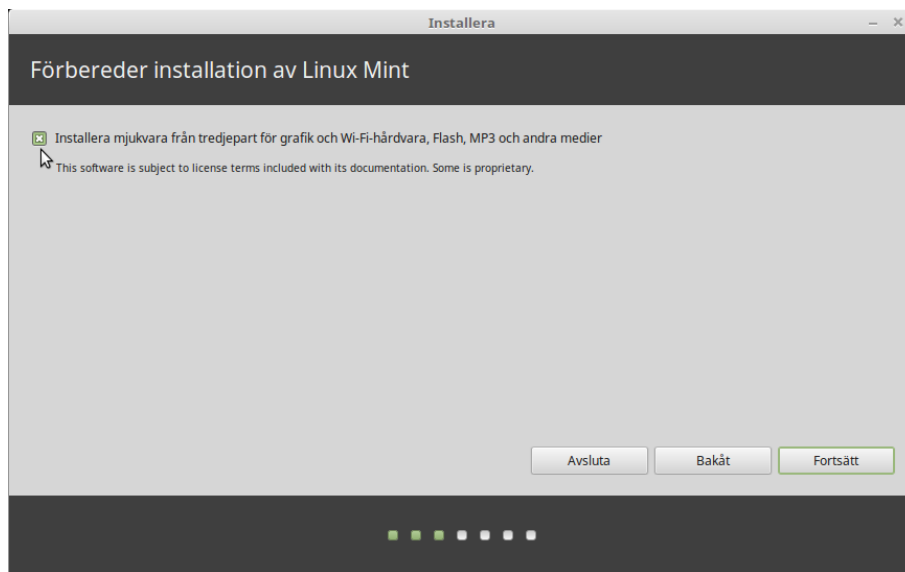 Installera
Förbereder installation av Linux Mint
Installera mjukvara från tredjepart för grafik och Wi-Fi-hårdvara, Flash, MP3 och andra medier
This software is subject to license terms included with its documentation. Some is proprietary.
Avsluta Bakåt Fortsätt